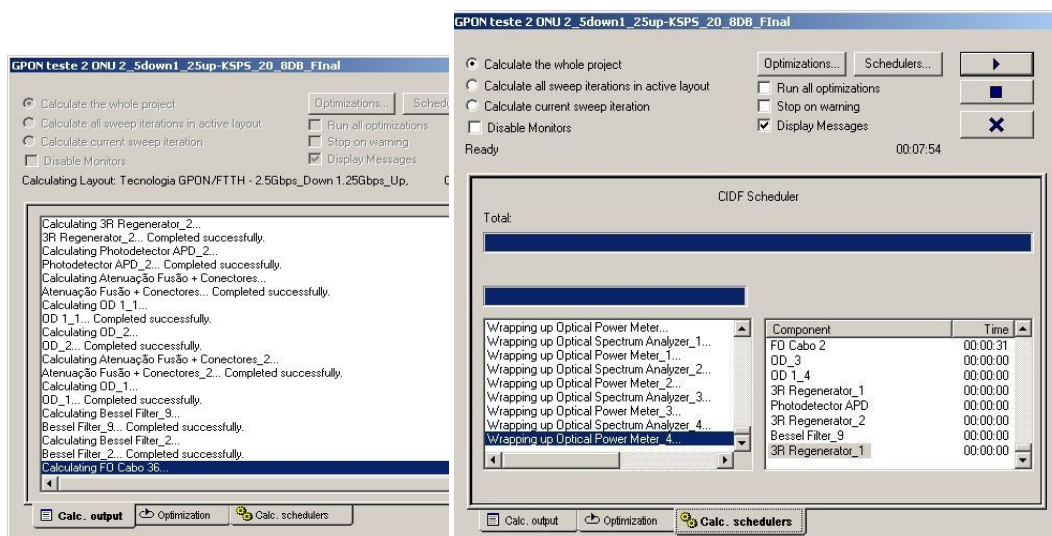 GPON teste 2 ONU 2_5down1_25up-KSPS_20_8DB_FInal
Calculate the whole project
Calculate all sweep iterations in active layout
Calculate current sweep iteration
Disable Monitors
Optimizations...
Run all optimizations
Stop on warning
Display Messages
Calculating Layout: Tecnologia GPON/FTTH - 2.5Gbps_Down 1.25Gbps_Up,
Calculating 3R Regenerator_2...
3R Regenerator_2... Completed successfully.
Calculating Photodetector APD_2...
Photodetector APD_2... Completed successfully.
Calculating Atenuação Fusão + Conectores...
Atenuação Fusão + Conectores... Completed successfully.
Calculating OD 1_1...
OD 1_1... Completed successfully.
Calculating OD_2...
OD_2... Completed successfully.
Calculating Atenuação Fusão + Conectores_2...
Atenuação Fusão + Conectores_2... Completed successfully.
Calculating OD_1...
OD_1... Completed successfully.
Calculating Bessel Filter_9...
Bessel Filter_9... Completed successfully.
Calculating Bessel Filter_2...
Bessel Filter_2... Completed successfully.
Calculating FO Cabo 36...
Calc. output
Optimization
Calc. schedulers
GPON teste 2 ONU 2_5down1_25up-KSPS_20_8DB_FInal
Calculate the whole project
Calculate all sweep iterations in active layout
Calculate current sweep iteration
Disable Monitors
Optimizations...
Schedulers...
Run all optimizations
Stop on warning
Display Messages
Ready
00:07:54
CIDF Scheduler
Total:
Wrapping up Optical Power Meter...
Wrapping up Optical Spectrum Analyzer_1...
Wrapping up Optical Power Meter_1...
Wrapping up Optical Spectrum Analyzer_2...
Wrapping up Optical Power Meter_2...
Wrapping up Optical Spectrum Analyzer_3...
Wrapping up Optical Power Meter_3...
Wrapping up Optical Spectrum Analyzer_4...
Wrapping up Optical Power Meter_4...
Component Time
FO Cabo 2 00:00:31
OD_3 00:00:00
OD 1_4 00:00:00
3R Regenerator_1 00:00:00
Photodetector APD 00:00:00
3R Regenerator_2 00:00:00
Bessel Filter_9 00:00:00
3R Regenerator_1 00:00:00
Calc. output
Optimization
Calc. schedulers